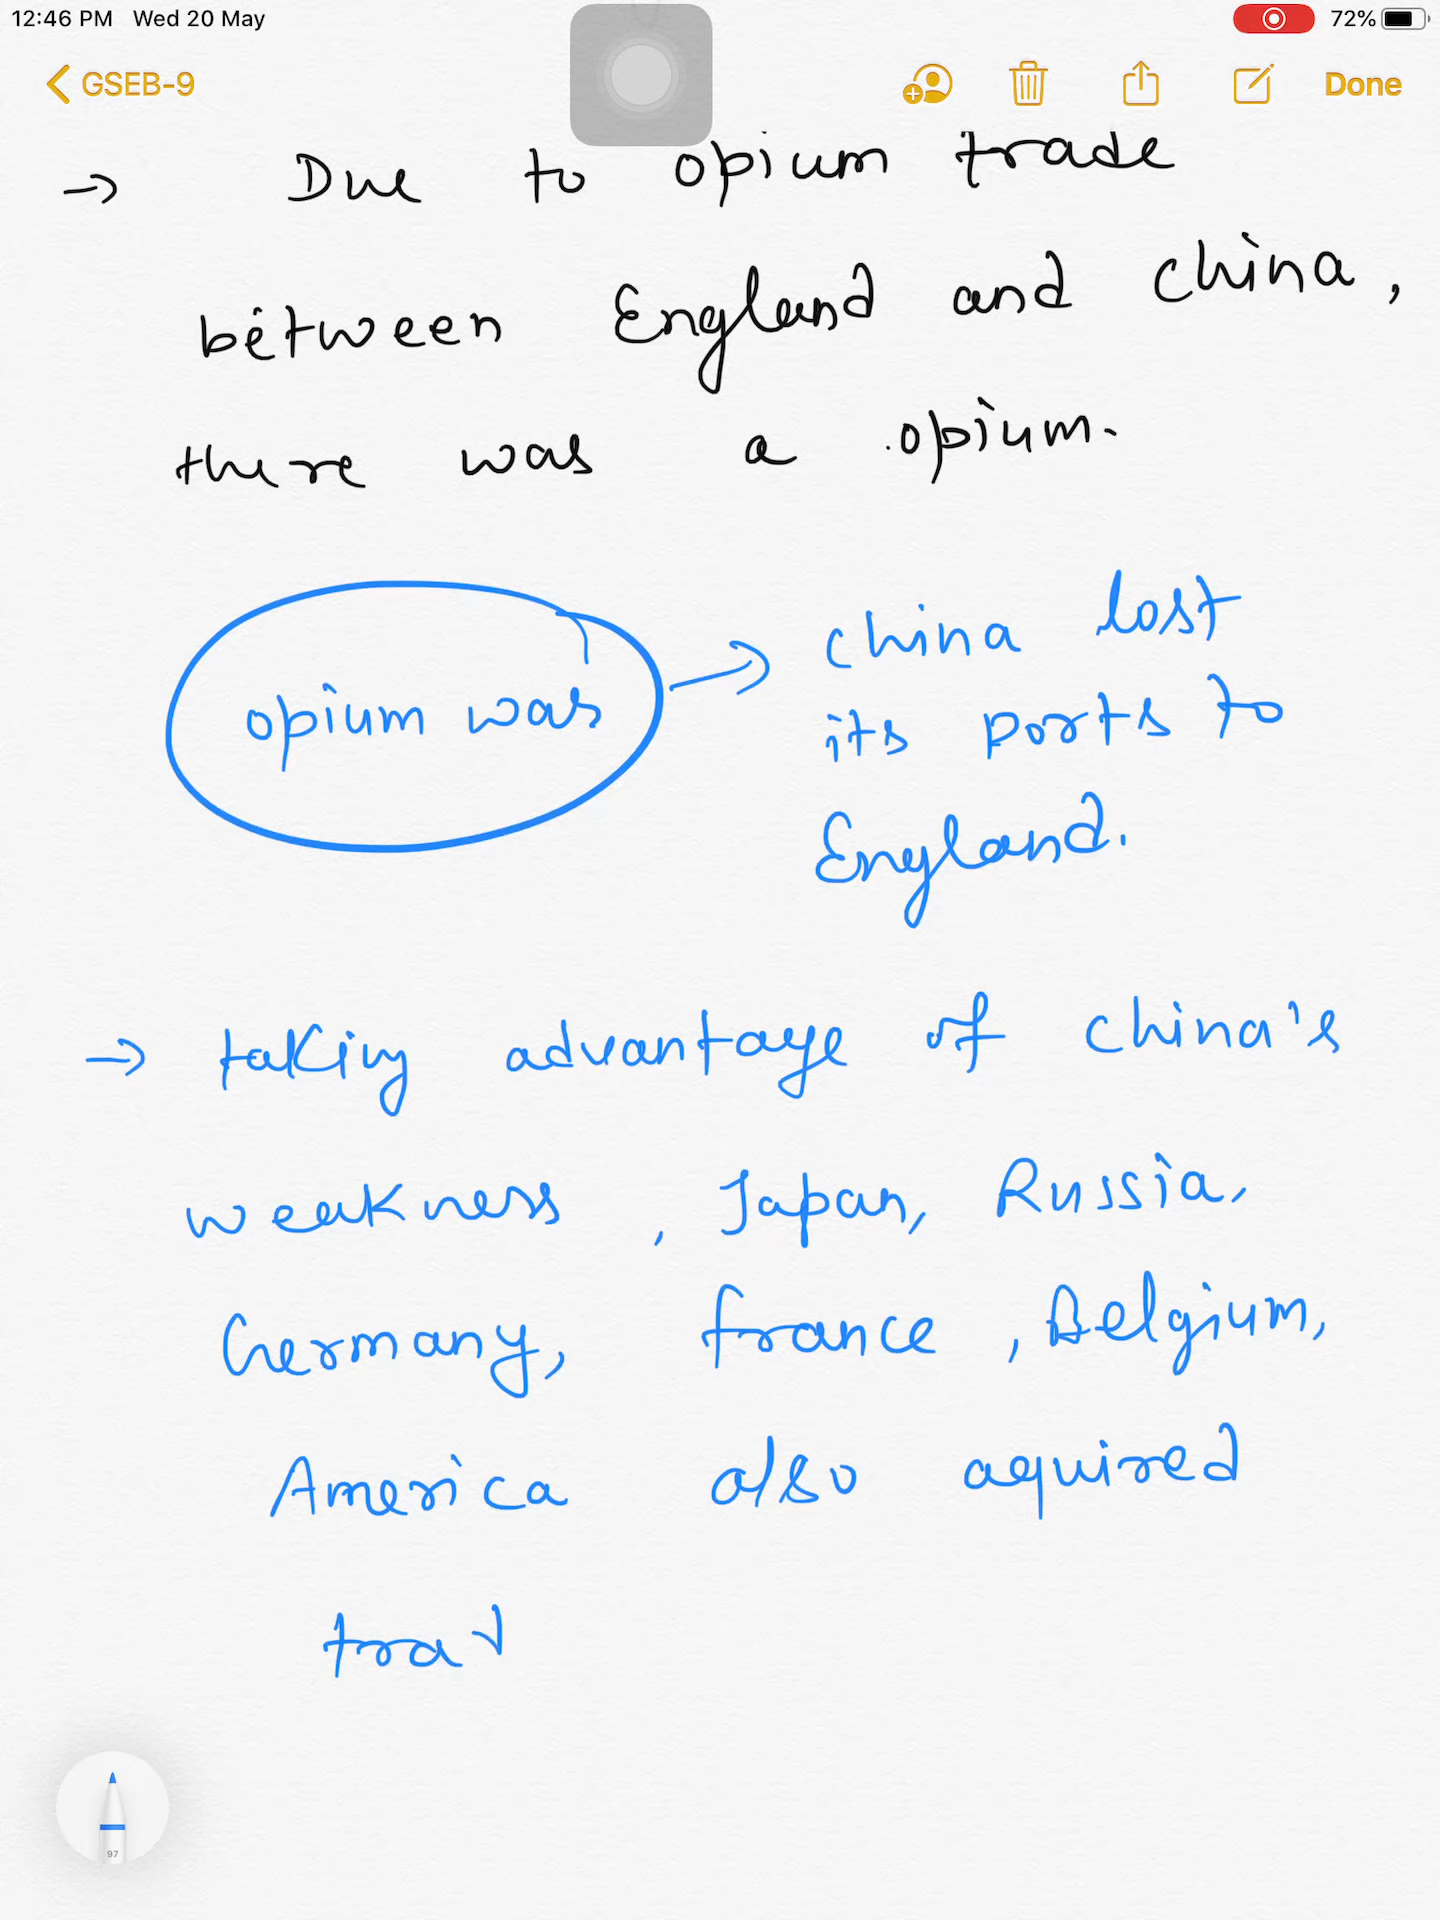 12:46 PM Wed 20 May 72%
GSEB-9 Done
→ Due to opium trade
between England and China,
there was a opium.
opium was → China lost
its ports to
England.
→ taking advantage of China's
weakness, Japan, Russia,
Germany, france, Belgium,
America also aquired
trad
97